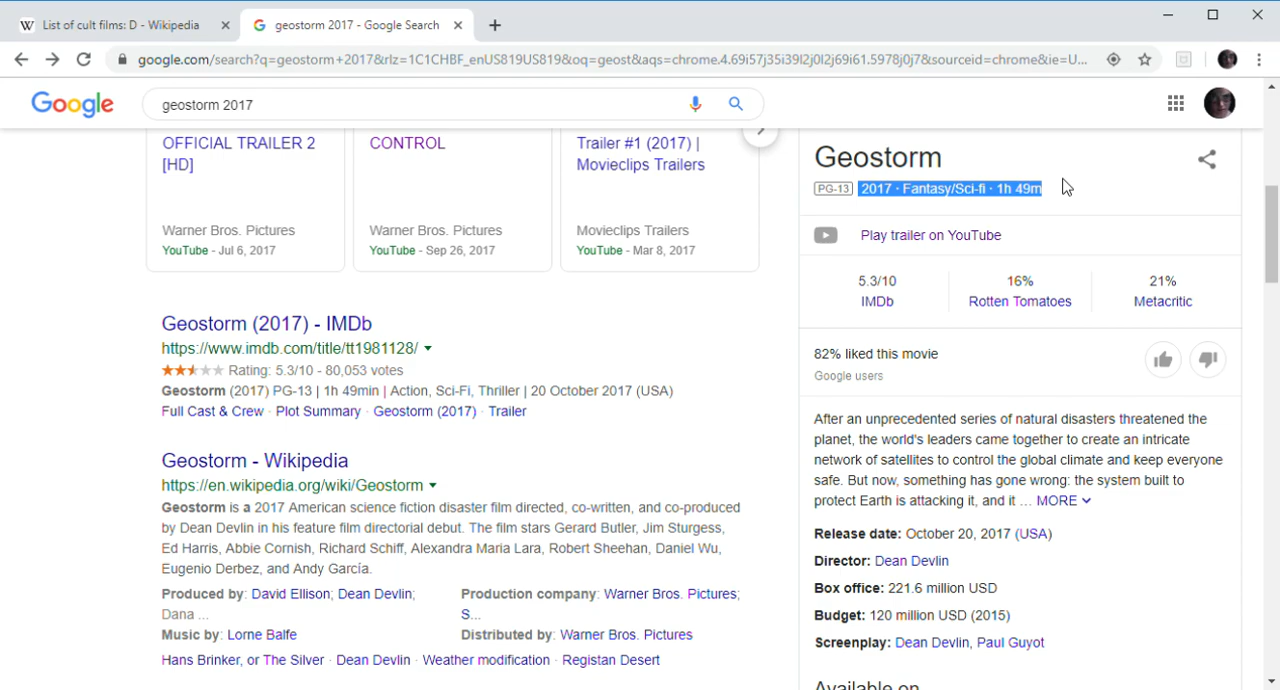 List of cult films: D - Wikipedia
geostorm 2017 - Google Search
google.com/search?q=geostorm+2017&rlz=1C1CHBF_enUS819US819&oq=geost&aqs=chrome.4.69i57j35i39l2j0l2j69i61.5978j0j7&sourceid=chrome&ie=U...
Google
geostorm 2017
OFFICIAL TRAILER 2
[HD]
Warner Bros. Pictures
YouTube - Jul 6, 2017
CONTROL
Warner Bros. Pictures
YouTube - Sep 26, 2017
Trailer #1 (2017) |
Movieclips Trailers
Movieclips Trailers
YouTube - Mar 8, 2017
Geostorm (2017) - IMDb
https://www.imdb.com/title/tt1981128/
Rating: 5.3/10 - 80,053 votes
Geostorm (2017) PG-13 | 1h 49min | Action, Sci-Fi, Thriller | 20 October 2017 (USA)
Full Cast & Crew · Plot Summary · Geostorm (2017) · Trailer
Geostorm - Wikipedia
https://en.wikipedia.org/wiki/Geostorm
Geostorm is a 2017 American science fiction disaster film directed, co-written, and co-produced
by Dean Devlin in his feature film directorial debut. The film stars Gerard Butler, Jim Sturgess,
Ed Harris, Abbie Cornish, Richard Schiff, Alexandra Maria Lara, Robert Sheehan, Daniel Wu,
Eugenio Derbez, and Andy García.
Produced by: David Ellison; Dean Devlin;
Dana ...
Production company: Warner Bros. Pictures;
S...
Music by: Lorne Balfe
Distributed by: Warner Bros. Pictures
Hans Brinker, or The Silver · Dean Devlin · Weather modification · Registan Desert
Geostorm
PG-13 2017 · Fantasy/Sci-fi · 1h 49m
Play trailer on YouTube
5.3/10
IMDb
16%
Rotten Tomatoes
21%
Metacritic
82% liked this movie
Google users
After an unprecedented series of natural disasters threatened the
planet, the world's leaders came together to create an intricate
network of satellites to control the global climate and keep everyone
safe. But now, something has gone wrong: the system built to
protect Earth is attacking it, and it ... MORE
Release date: October 20, 2017 (USA)
Director: Dean Devlin
Box office: 221.6 million USD
Budget: 120 million USD (2015)
Screenplay: Dean Devlin, Paul Guyot
Available on